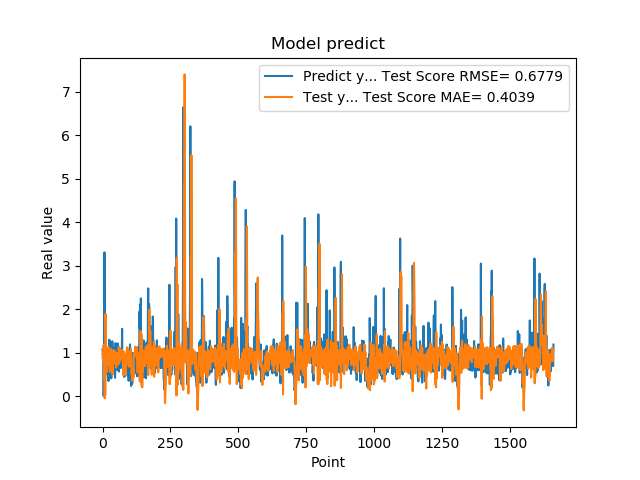 Model predict
Predict y... Test Score RMSE= 0.6779
Test y... Test Score MAE= 0.4039
Real value
7
6
5
4
3
2
1
0
0 250 500 750 1000 1250 1500
Point